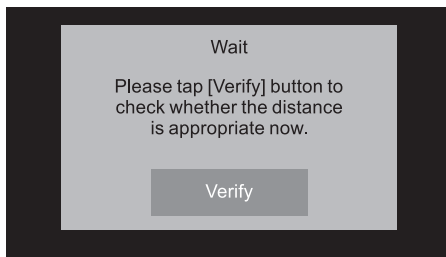 Wait
Please tap [Verify] button to
check whether the distance
is appropriate now.
Verify